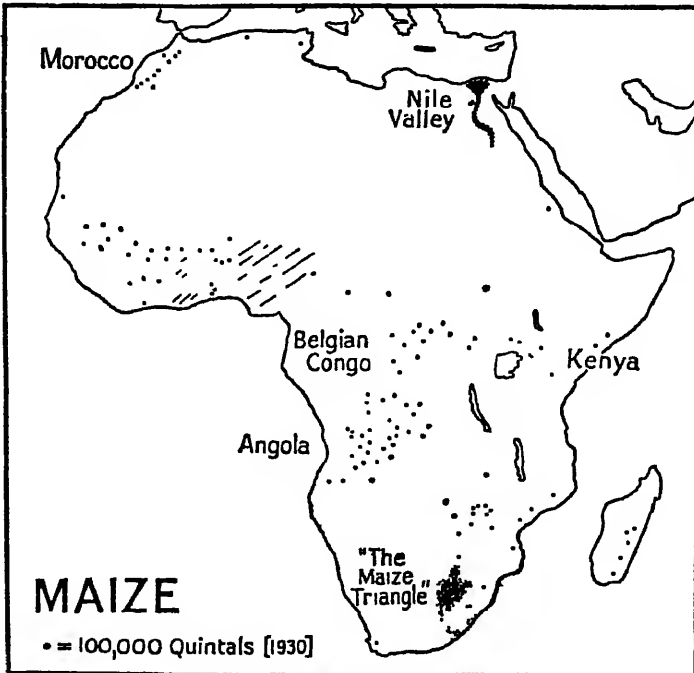 Morocco
Nile
Valley
Belgian
Congo
Kenya
Angola
"The
Maize
Triangle"
MAIZE
• = 100,000 Quintals [1930]